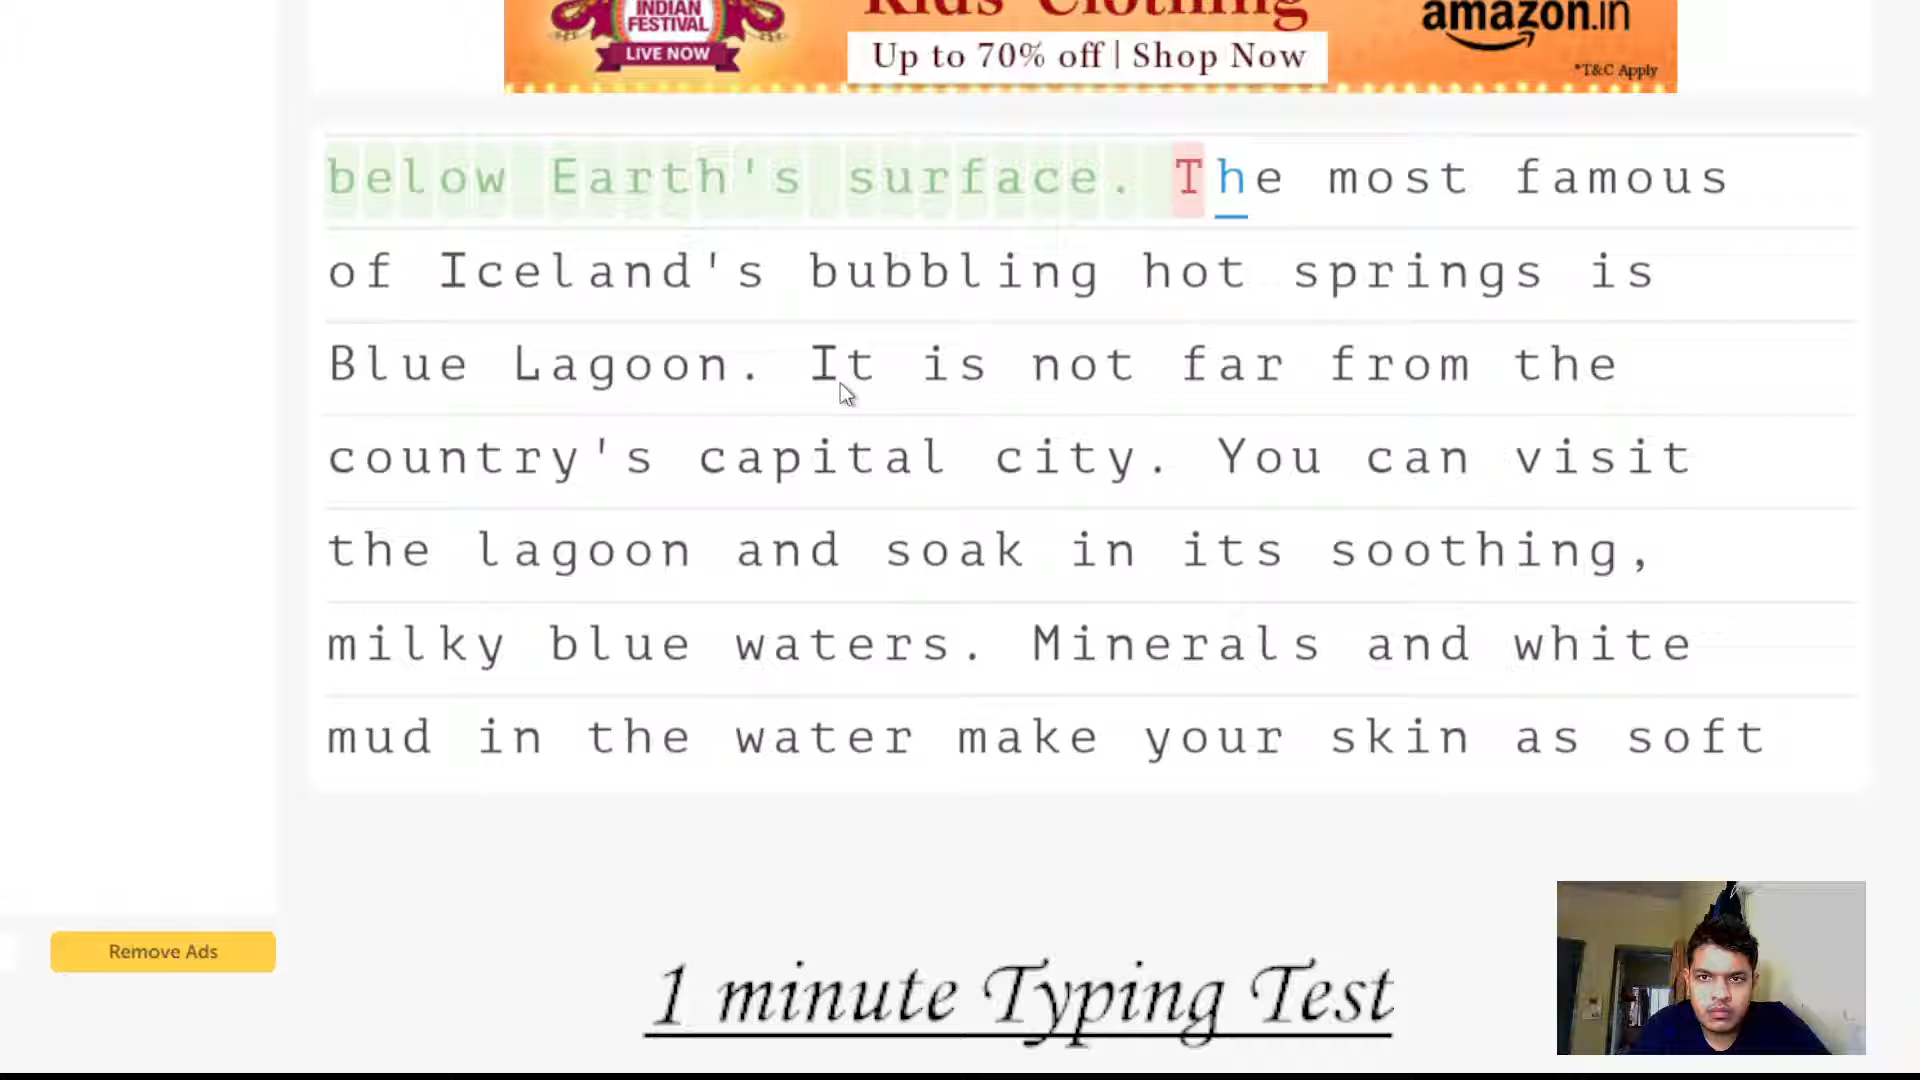 INDIAN
FESTIVAL
LIVE NOW
Kids' Clothing
Up to 70% off | Shop Now
amazon.in
*T&C Apply
below Earth's surface. The most famous
of Iceland's bubbling hot springs is
Blue Lagoon. It is not far from the
country's capital city. You can visit
the lagoon and soak in its soothing,
milky blue waters. Minerals and white
mud in the water make your skin as soft
Remove Ads
1 minute Typing Test